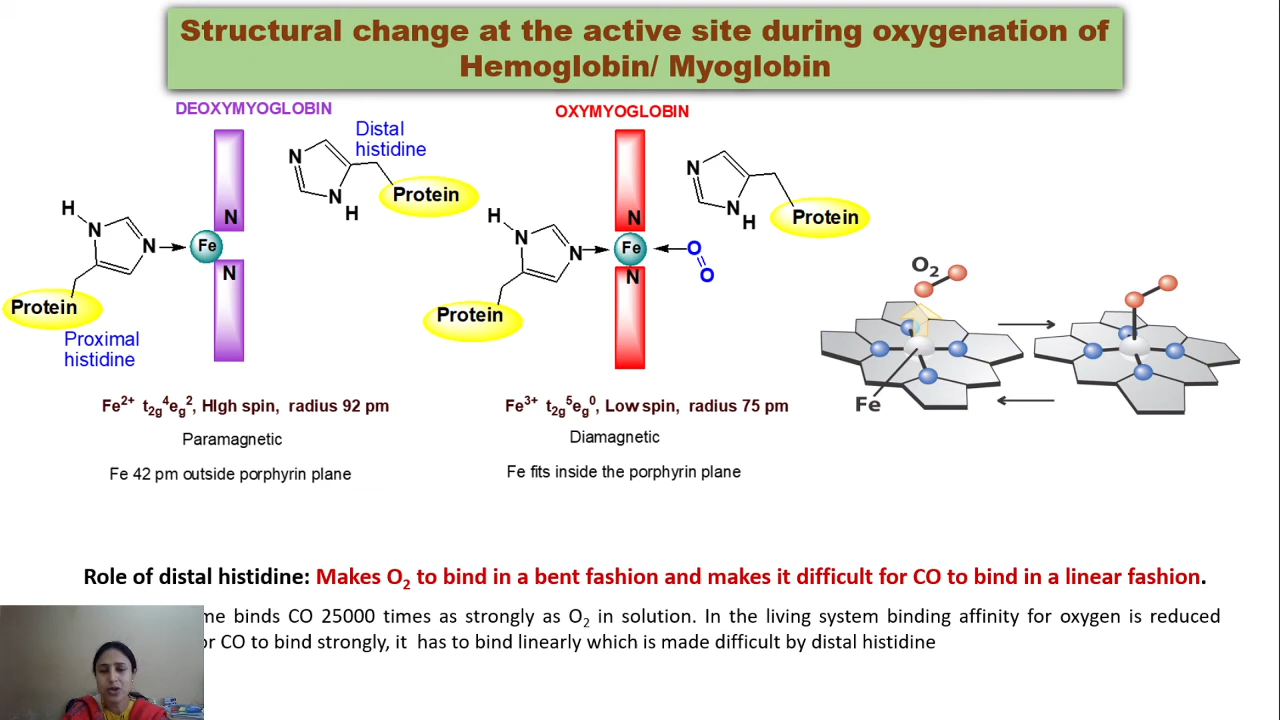 Structural change at the active site during oxygenation of
Hemoglobin/ Myoglobin
DEOXYMYOGLOBIN
Distal
histidine
N
N
H
Protein
H
N
N
Fe
N
N
Protein
Proximal
histidine
OXYMYOGLOBIN
N
N
H
Protein
H
N
N
Fe
N
N
O
O
Protein
O₂
Fe
Fe²⁺ t₂g⁴eg², HIgh spin, radius 92 pm
Paramagnetic
Fe 42 pm outside porphyrin plane
Fe³⁺ t₂g⁵eg⁰, Low spin, radius 75 pm
Diamagnetic
Fe fits inside the porphyrin plane
Role of distal histidine: Makes O₂ to bind in a bent fashion and makes it difficult for CO to bind in a linear fashion.
binds CO 25000 times as strongly as O₂ in solution. In the living system binding affinity for oxygen is reduced
CO to bind strongly, it has to bind linearly which is made difficult by distal histidine